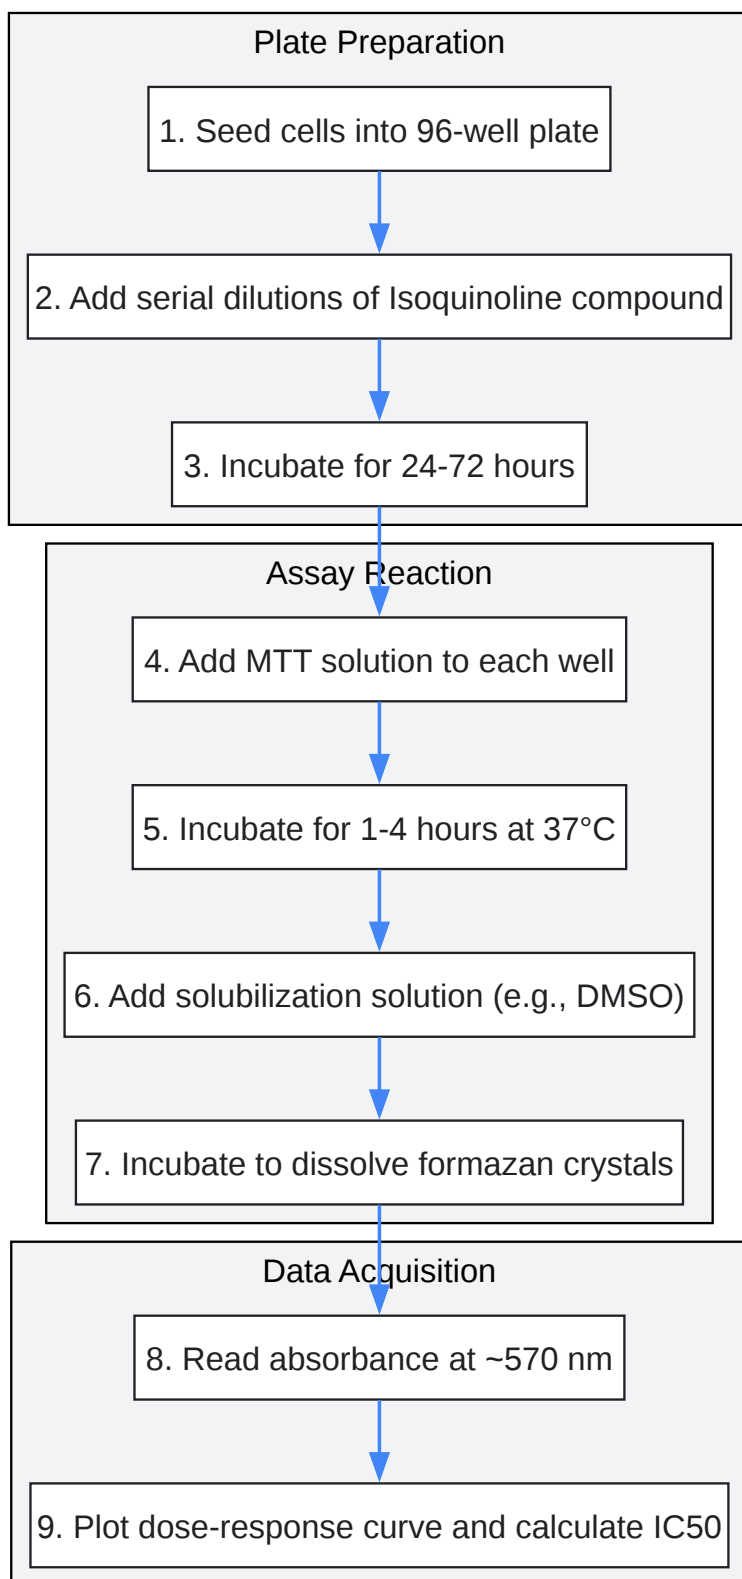 Plate Preparation
1. Seed cells into 96-well plate
2. Add serial dilutions of Isoquinoline compound
3. Incubate for 24-72 hours
Assay Reaction
4. Add MTT solution to each well
5. Incubate for 1-4 hours at 37°C
6. Add solubilization solution (e.g., DMSO)
7. Incubate to dissolve formazan crystals
Data Acquisition
8. Read absorbance at ~570 nm
9. Plot dose-response curve and calculate IC50